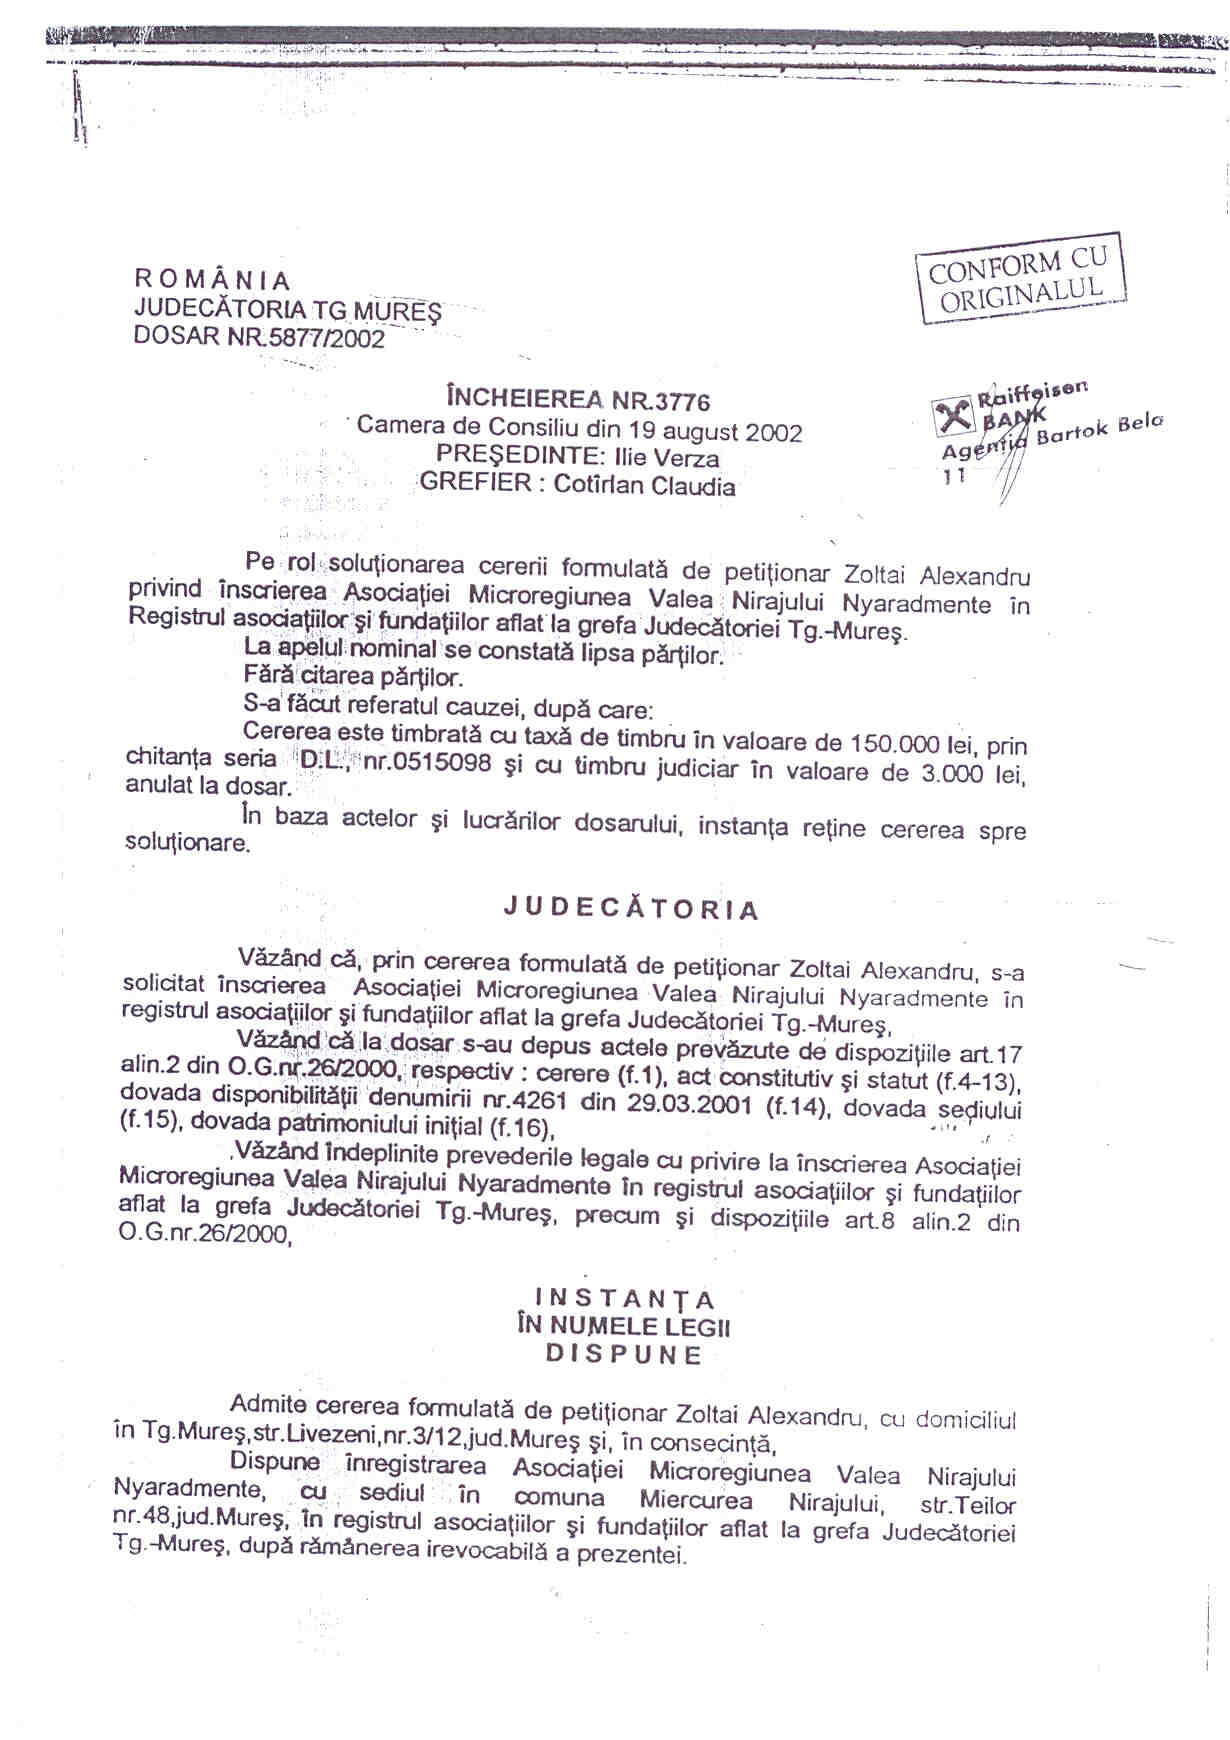 ROMÂNIA
JUDECĂTORIA TG MUREŞ
DOSAR NR.5877/2002
CONFORM CU
ORIGINALUL
Raiffeisen
BANK
Agenţia Bartok Bela
11
ÎNCHEIEREA NR.3776
Camera de Consiliu din 19 august 2002
PREŞEDINTE: Ilie Verza
GREFIER : Cotîrlan Claudia
Pe rol soluţionarea cererii formulată de petiţionar Zoltai Alexandru
privind înscrierea Asociaţiei Microregiunea Valea Nirajului Nyaradmente în
Registrul asociaţiilor şi fundaţiilor aflat la grefa Judecătoriei Tg.-Mureş.
La apelul nominal se constată lipsa părţilor.
Fără citarea părţilor.
S-a făcut referatul cauzei, după care:
Cererea este timbrată cu taxă de timbru în valoare de 150.000 lei, prin
chitanţa seria D.L., nr.0515098 şi cu timbru judiciar în valoare de 3.000 lei,
anulat la dosar.
În baza actelor şi lucrărilor dosarului, instanţa reţine cererea spre
soluţionare.
JUDECĂTORIA
Văzând că, prin cererea formulată de petiţionar Zoltai Alexandru, s-a
solicitat înscrierea Asociaţiei Microregiunea Valea Nirajului Nyaradmente în
registrul asociaţiilor şi fundaţiilor aflat la grefa Judecătoriei Tg.-Mureş,
Văzând că la dosar s-au depus actele prevăzute de dispoziţiile art.17
alin.2 din O.G.nr.26/2000, respectiv : cerere (f.1), act constitutiv şi statut (f.4-13),
dovada disponibilităţii denumirii nr.4261 din 29.03.2001 (f.14), dovada sediului
(f.15), dovada patrimoniului iniţial (f.16),
Văzând îndeplinite prevederile legale cu privire la înscrierea Asociaţiei
Microregiunea Valea Nirajului Nyaradmente în registrul asociaţiilor şi fundaţiilor
aflat la grefa Judecătoriei Tg.-Mureş, precum şi dispoziţiile art.8 alin.2 din
O.G.nr.26/2000,
INSTANŢA
ÎN NUMELE LEGII
DISPUNE
Admite cererea formulată de petiţionar Zoltai Alexandru, cu domiciliul
în Tg.Mureş,str.Livezeni,nr.3/12,jud.Mureş şi, în consecinţă,
Dispune înregistrarea Asociaţiei Microregiunea Valea Nirajului
Nyaradmente, cu sediul în comuna Miercurea Nirajului, str.Teilor
nr.48,jud.Mureş, în registrul asociaţiilor şi fundaţiilor aflat la grefa Judecătoriei
Tg.-Mureş, după rămânerea irevocabilă a prezentei.